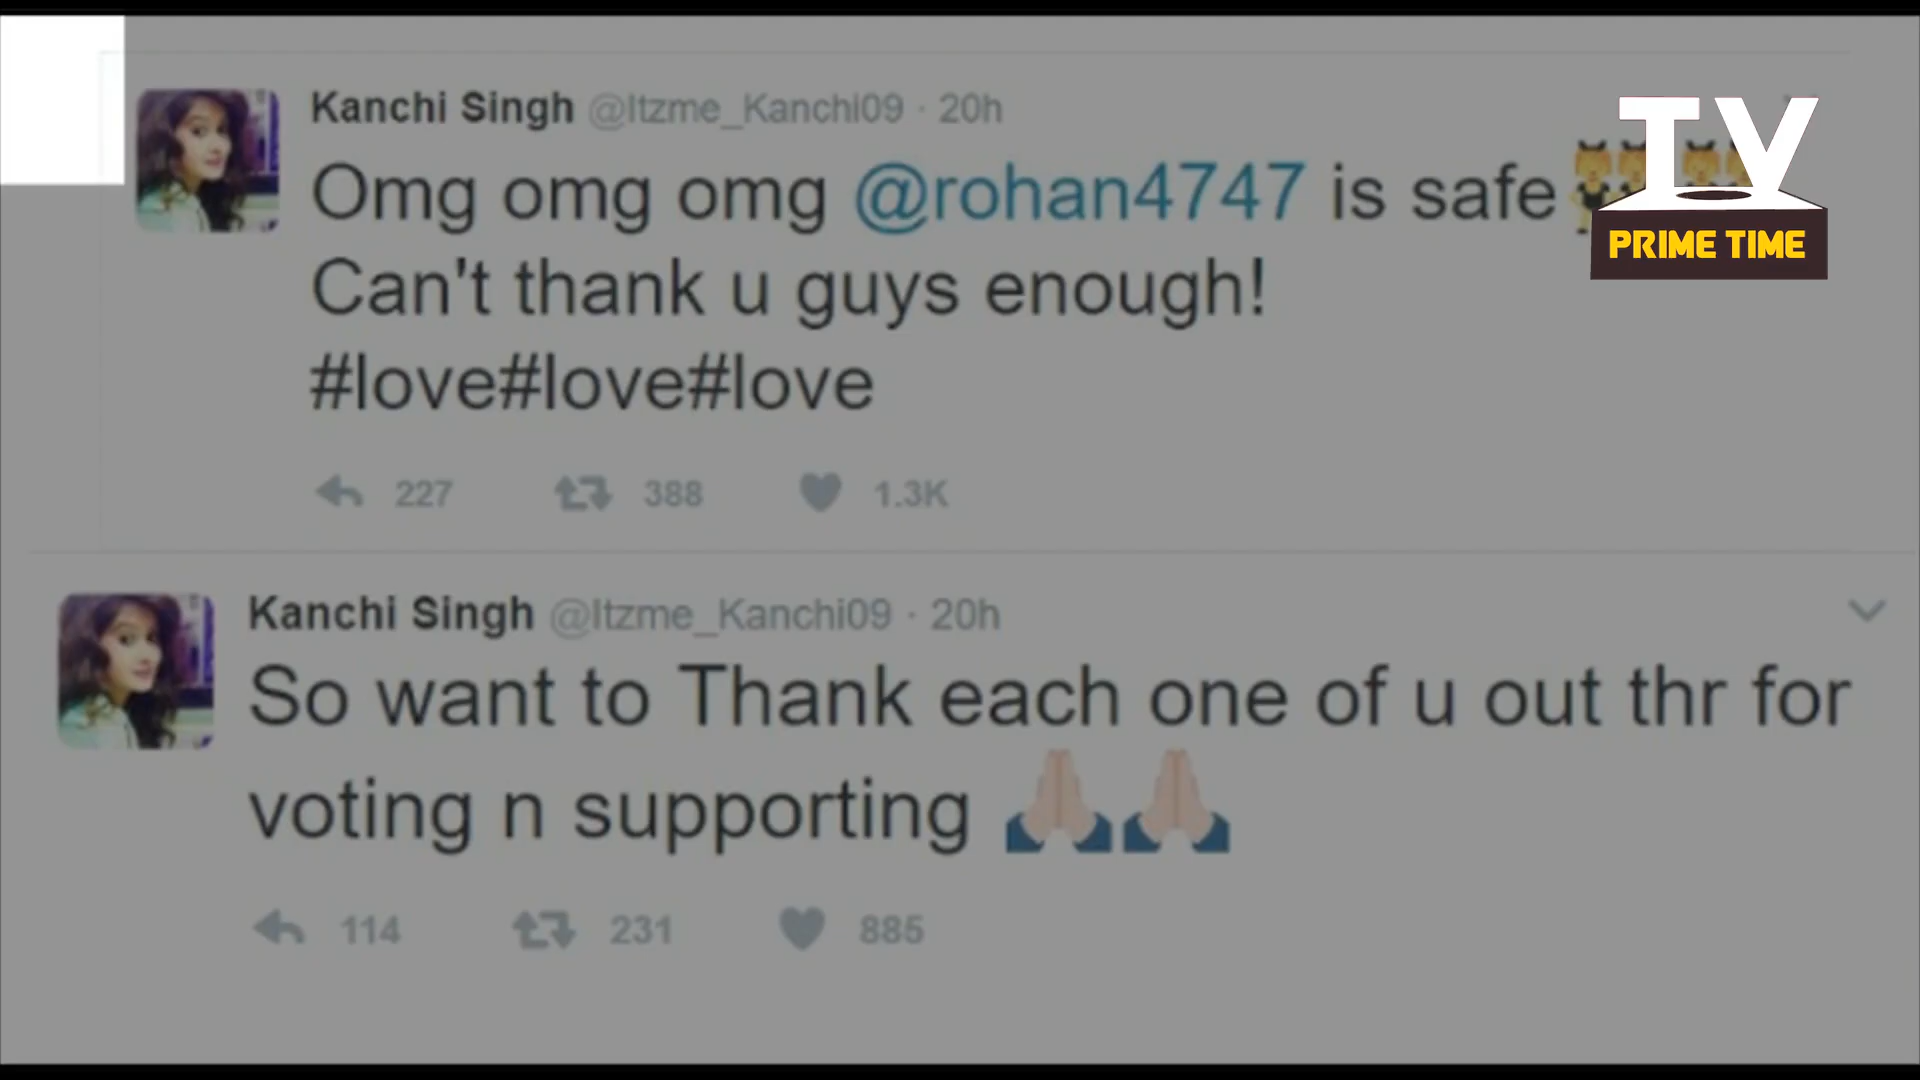 Kanchi Singh @Itzme_Kanchi09 · 20h
Omg omg omg @rohan4747 is safe
Can't thank u guys enough!
#love#love#love
227 388 1.3K
TV
PRIME TIME
Kanchi Singh @Itzme_Kanchi09 · 20h
So want to Thank each one of u out thr for
voting n supporting 🙏🙏
114 231 885